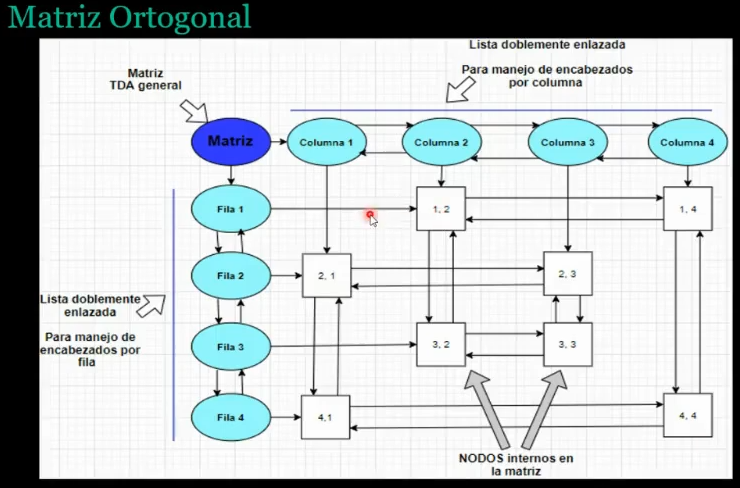 Matriz Ortogonal
Lista doblemente enlazada
Para manejo de encabezados
por columna
Matriz
TDA general
Matriz
Columna 1
Columna 2
Columna 3
Columna 4
Fila 1
1, 2
1, 4
Fila 2
2, 1
2, 3
Lista doblemente
enlazada
Para manejo de
encabezados por
fila
Fila 3
3, 2
3, 3
Fila 4
4,1
4, 4
NODOS internos en
la matriz